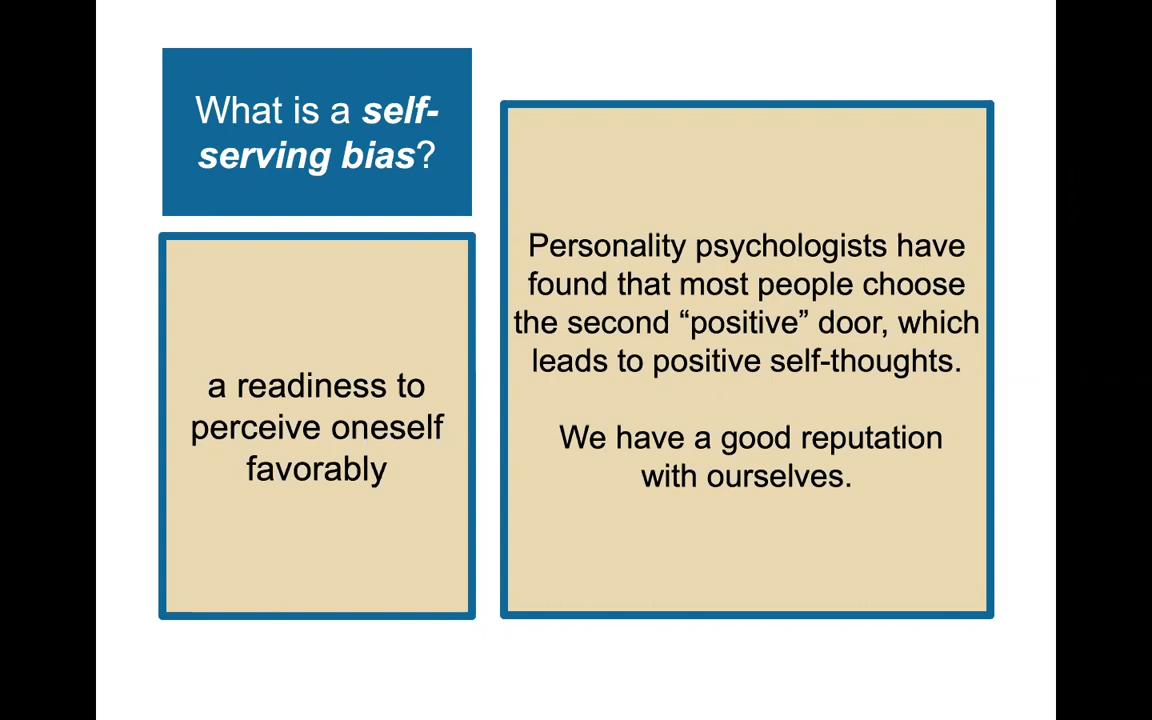 What is a self-
serving bias?
a readiness to
perceive oneself
favorably
Personality psychologists have
found that most people choose
the second “positive” door, which
leads to positive self-thoughts.
We have a good reputation
with ourselves.